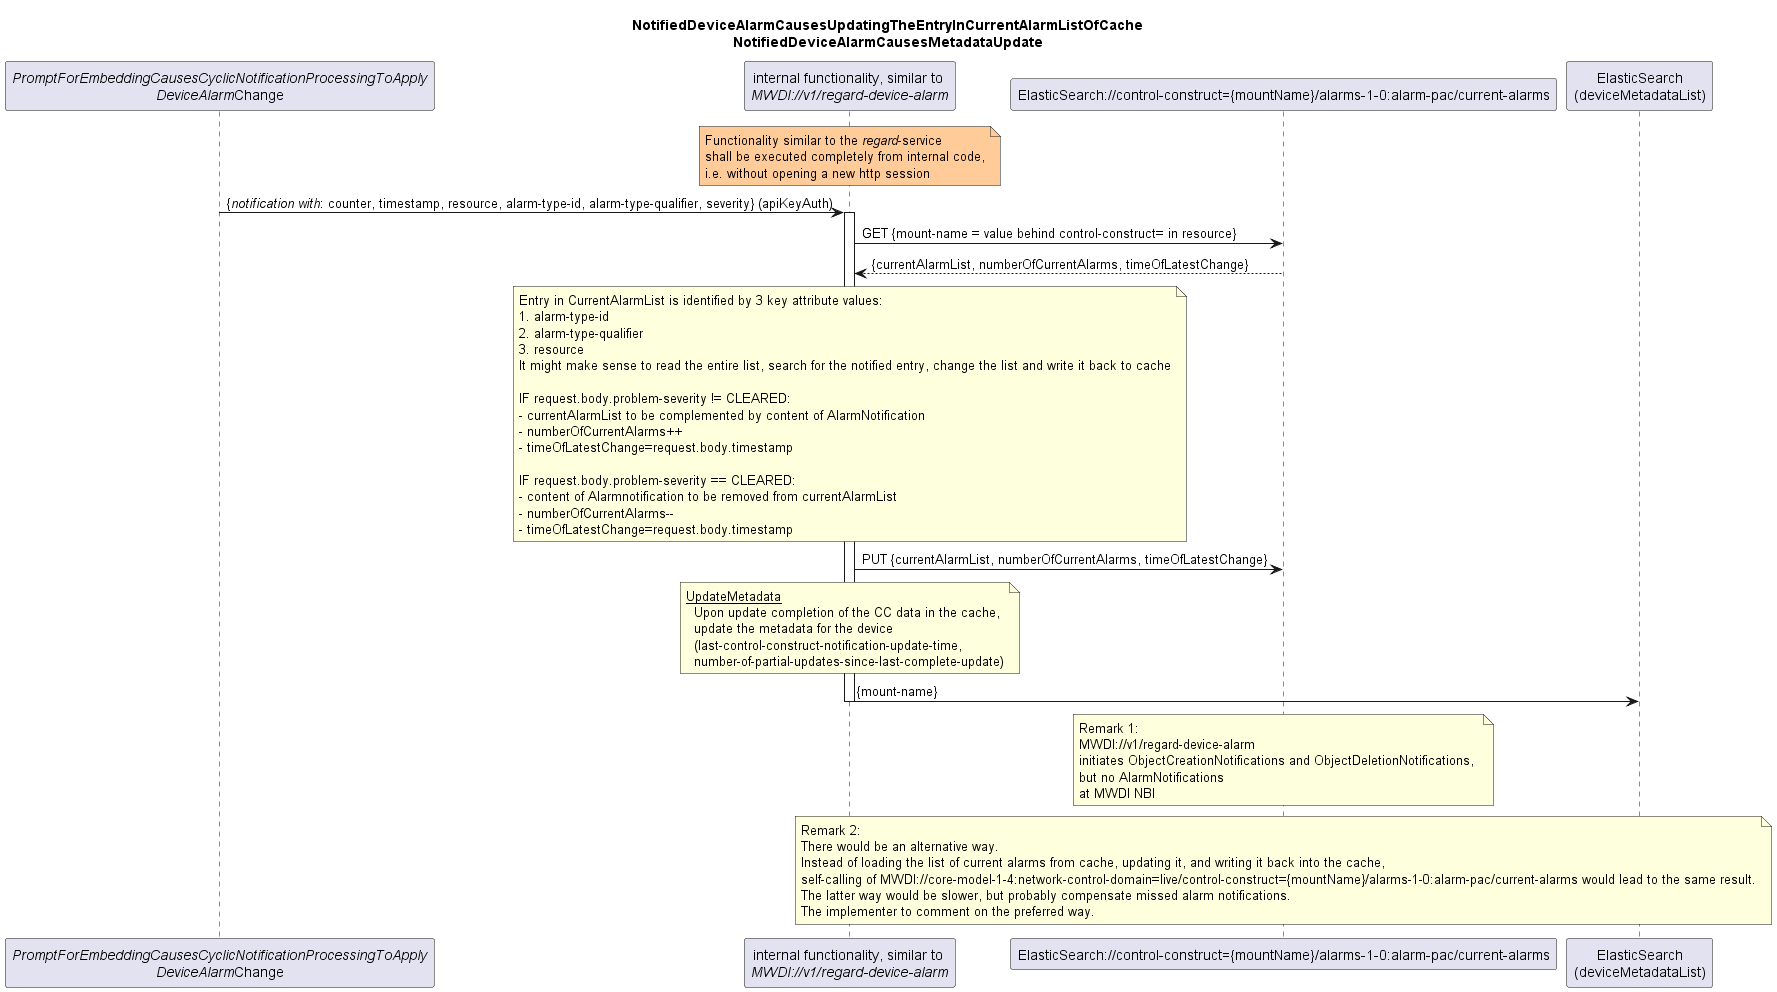 NotifiedDeviceAlarmCausesUpdatingTheEntryInCurrentAlarmListOfCache
NotifiedDeviceAlarmCausesMetadataUpdate
PromptForEmbeddingCausesCyclicNotificationProcessingToApply
DeviceAlarmChange
internal functionality, similar to
MWDI://v1/regard-device-alarm
ElasticSearch://control-construct={mountName}/alarms-1-0:alarm-pac/current-alarms
ElasticSearch
(deviceMetadataList)
Functionality similar to the regard-service
shall be executed completely from internal code,
i.e. without opening a new http session
{notification with: counter, timestamp, resource, alarm-type-id, alarm-type-qualifier, severity} (apiKeyAuth)
GET {mount-name = value behind control-construct= in resource}
{currentAlarmList, numberOfCurrentAlarms, timeOfLatestChange}
Entry in CurrentAlarmList is identified by 3 key attribute values:
1. alarm-type-id
2. alarm-type-qualifier
3. resource
It might make sense to read the entire list, search for the notified entry, change the list and write it back to cache
IF request.body.problem-severity != CLEARED:
- currentAlarmList to be complemented by content of AlarmNotification
- numberOfCurrentAlarms++
- timeOfLatestChange=request.body.timestamp
IF request.body.problem-severity == CLEARED:
- content of Alarmnotification to be removed from currentAlarmList
- numberOfCurrentAlarms--
- timeOfLatestChange=request.body.timestamp
PUT {currentAlarmList, numberOfCurrentAlarms, timeOfLatestChange}
UpdateMetadata
Upon update completion of the CC data in the cache,
update the metadata for the device
(last-control-construct-notification-update-time,
number-of-partial-updates-since-last-complete-update)
{mount-name}
Remark 1:
MWDI://v1/regard-device-alarm
initiates ObjectCreationNotifications and ObjectDeletionNotifications,
but no AlarmNotifications
at MWDI NBI
Remark 2:
There would be an alternative way.
Instead of loading the list of current alarms from cache, updating it, and writing it back into the cache,
self-calling of MWDI://core-model-1-4:network-control-domain=live/control-construct={mountName}/alarms-1-0:alarm-pac/current-alarms would lead to the same result.
The latter way would be slower, but probably compensate missed alarm notifications.
The implementer to comment on the preferred way.
PromptForEmbeddingCausesCyclicNotificationProcessingToApply
DeviceAlarmChange
internal functionality, similar to
MWDI://v1/regard-device-alarm
ElasticSearch://control-construct={mountName}/alarms-1-0:alarm-pac/current-alarms
ElasticSearch
(deviceMetadataList)